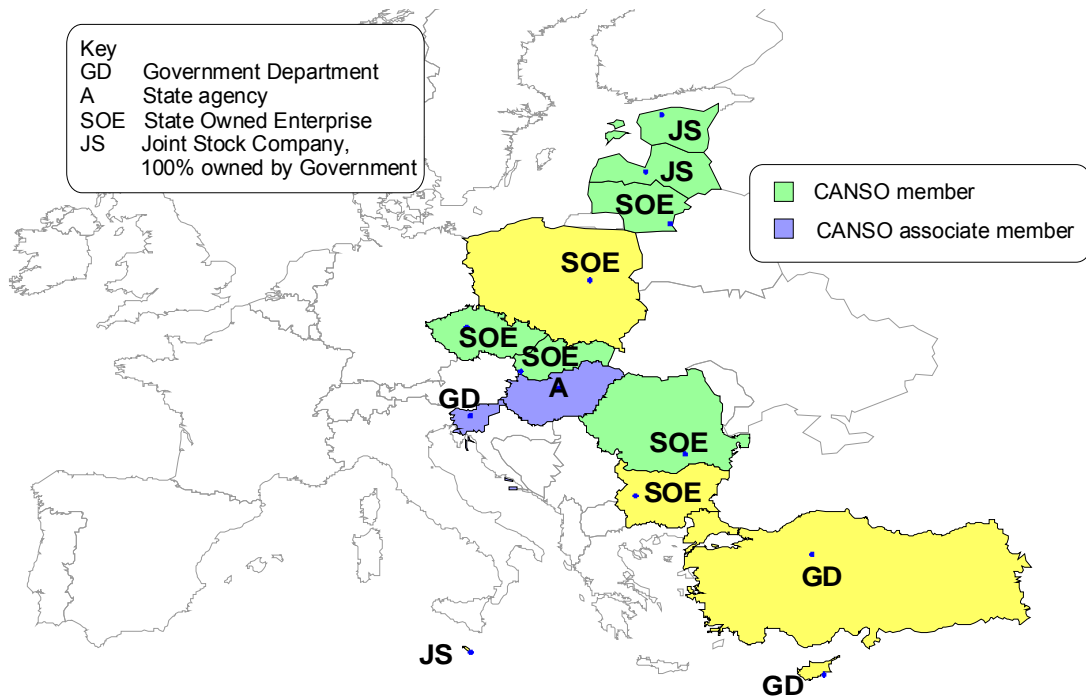 Key
GD Government Department
A State agency
SOE State Owned Enterprise
JS Joint Stock Company,
100% owned by Government
JS
JS
SOE
CANSO member
CANSO associate member
SOE
SOE
SOE
A
GD
SOE
SOE
GD
JS
GD